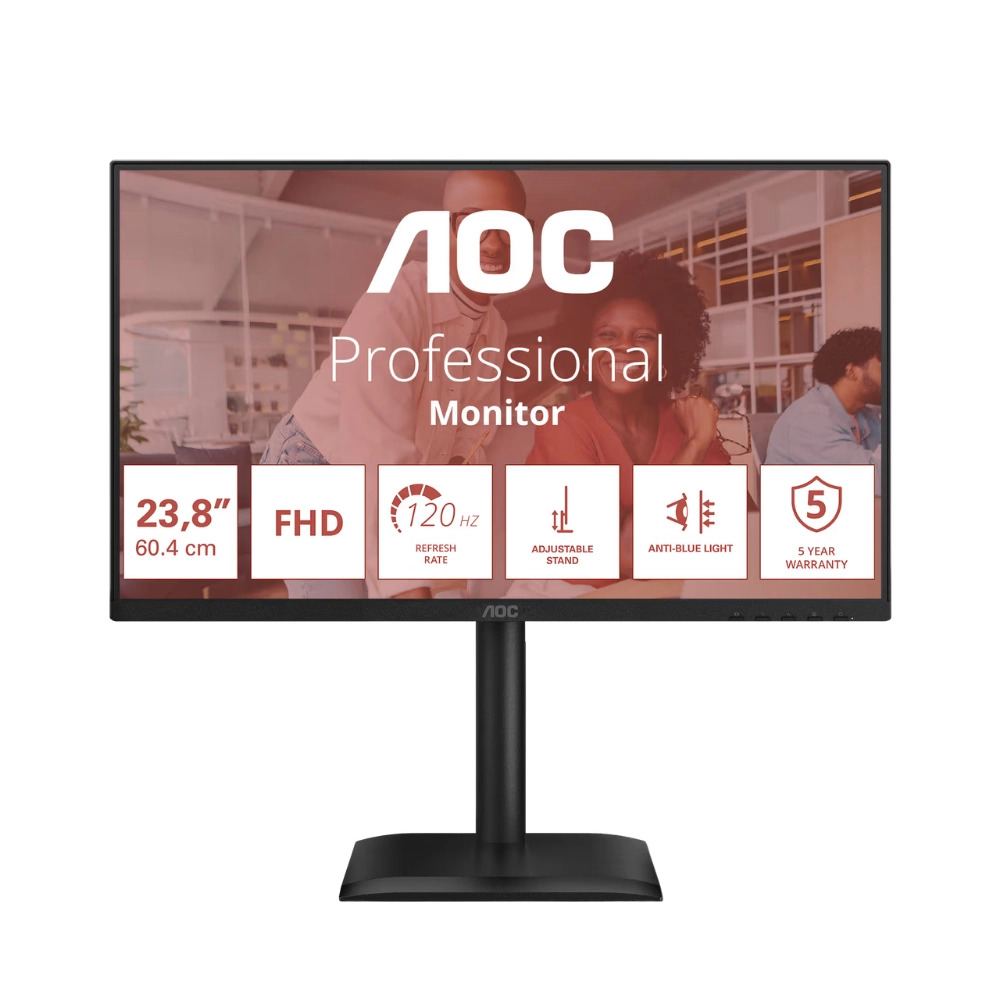 AOC
Professional
Monitor
23,8”
60.4 cm
FHD
120 HZ
REFRESH
RATE
ADJUSTABLE
STAND
ANTI-BLUE LIGHT
5
5 YEAR
WARRANTY
AOC